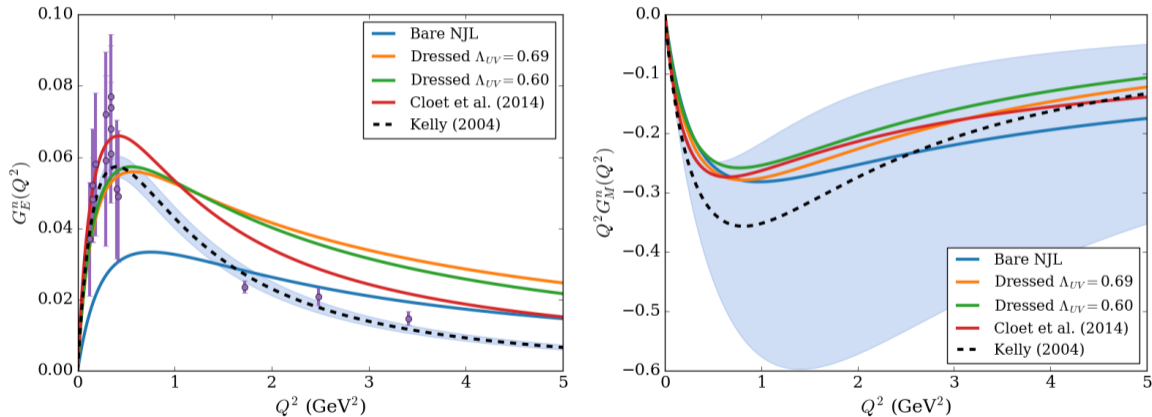 0.10
0.08
0.06
0.04
0.02
0.00
G_E^n(Q^2)
0 1 2 3 4 5
Q^2 (GeV^2)
Bare NJL
Dressed Λ_UV = 0.69
Dressed Λ_UV = 0.60
Cloet et al. (2014)
Kelly (2004)
0.0
−0.1
−0.2
−0.3
−0.4
−0.5
−0.6
Q^2 G_M^n(Q^2)
0 1 2 3 4 5
Q^2 (GeV^2)
Bare NJL
Dressed Λ_UV = 0.69
Dressed Λ_UV = 0.60
Cloet et al. (2014)
Kelly (2004)